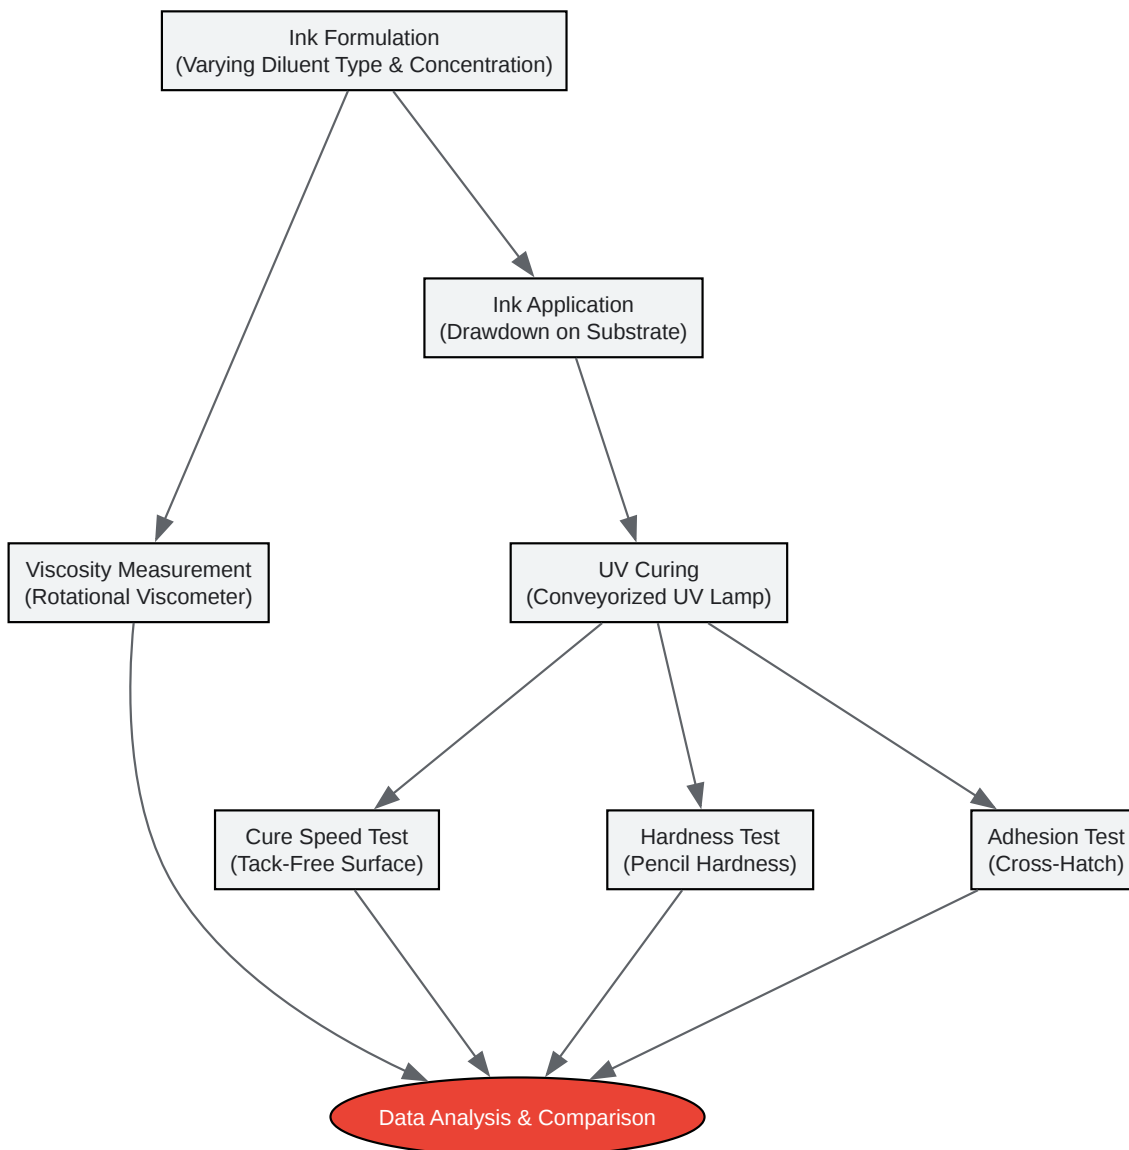 Ink Formulation
(Varying Diluent Type & Concentration)
Ink Application
(Drawdown on Substrate)
Viscosity Measurement
(Rotational Viscometer)
UV Curing
(Conveyorized UV Lamp)
Cure Speed Test
(Tack-Free Surface)
Hardness Test
(Pencil Hardness)
Adhesion Test
(Cross-Hatch)
Data Analysis & Comparison